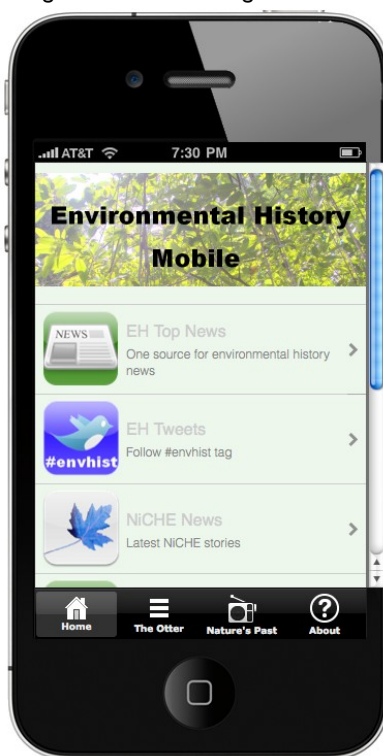 AT&T 7:30 PM
Environmental History
Mobile
NEWS
EH Top News
One source for environmental history
news
#envhist
EH Tweets
Follow #envhist tag
NiCHE News
Latest NiCHE stories
Home The Otter Nature's Past About
?